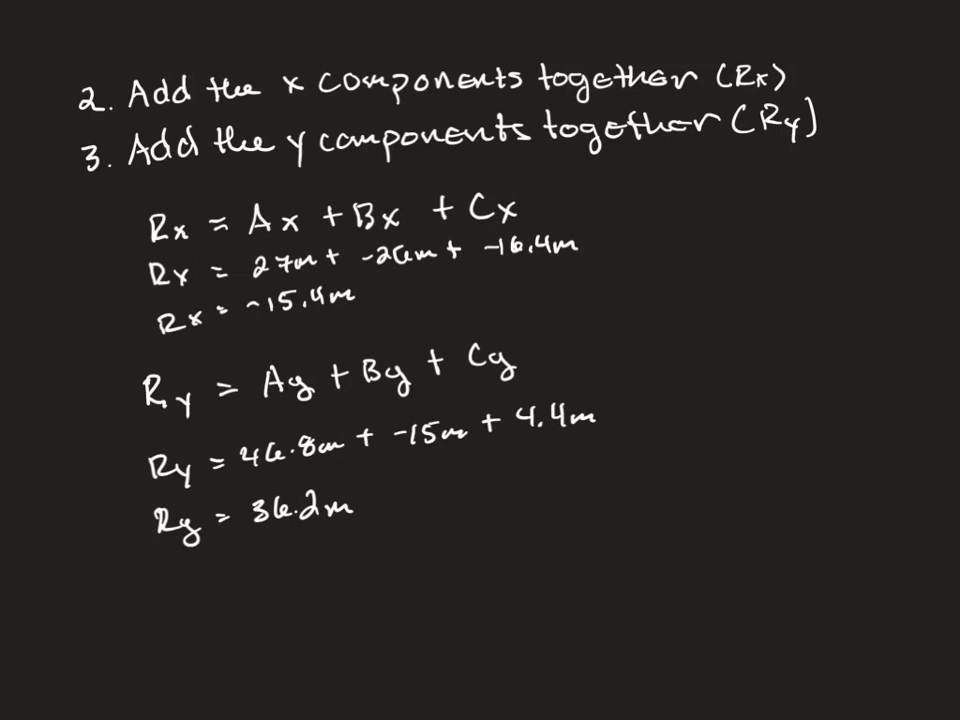 2. Add the x components together (Rx)
3. Add the y components together (Ry)
Rx = Ax + Bx + Cx
Rx = 27m + -26m + -16.4m
Rx = -15.4m
Ry = Ay + By + Cy
Ry = 46.8m + -15m + 4.4m
Ry = 36.2m